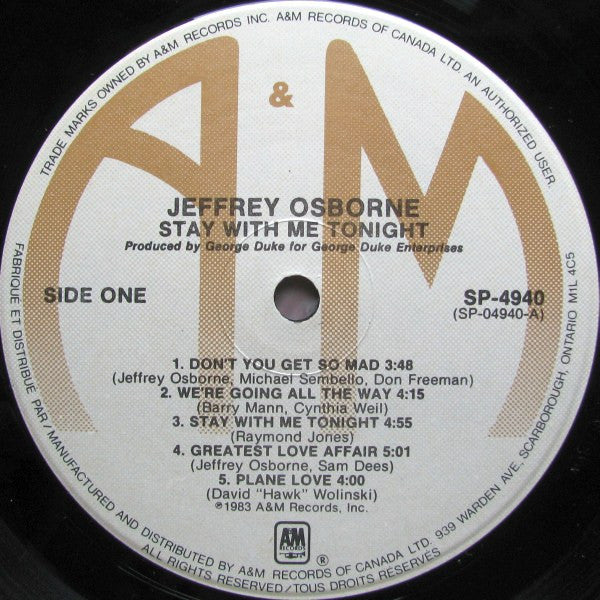 TRADE MARKS OWNED BY A&M RECORDS INC. A&M RECORDS OF CANADA LTD. AN AUTHORIZED USER.
A&M
JEFFREY OSBORNE
STAY WITH ME TONIGHT
Produced by George Duke for George Duke Enterprises
SIDE ONE
SP-4940
(SP-04940-A)
1. DON'T YOU GET SO MAD 3:48
(Jeffrey Osborne, Michael Sembello, Don Freeman)
2. WE'RE GOING ALL THE WAY 4:15
(Barry Mann, Cynthia Weil)
3. STAY WITH ME TONIGHT 4:55
(Raymond Jones)
4. GREATEST LOVE AFFAIR 5:01
(Jeffrey Osborne, Sam Dees)
5. PLANE LOVE 4:00
(David "Hawk" Wolinski)
℗1983 A&M Records, Inc.
A&M
RECORDS
®
FABRIQUÉ ET DISTRIBUÉ PAR/MANUFACTURED AND DISTRIBUTED BY A&M RECORDS OF CANADA LTD. 939 WARDEN AVE, SCARBOROUGH, ONTARIO M1L 4C5
ALL RIGHTS RESERVED/TOUS DROITS RESERVÉS